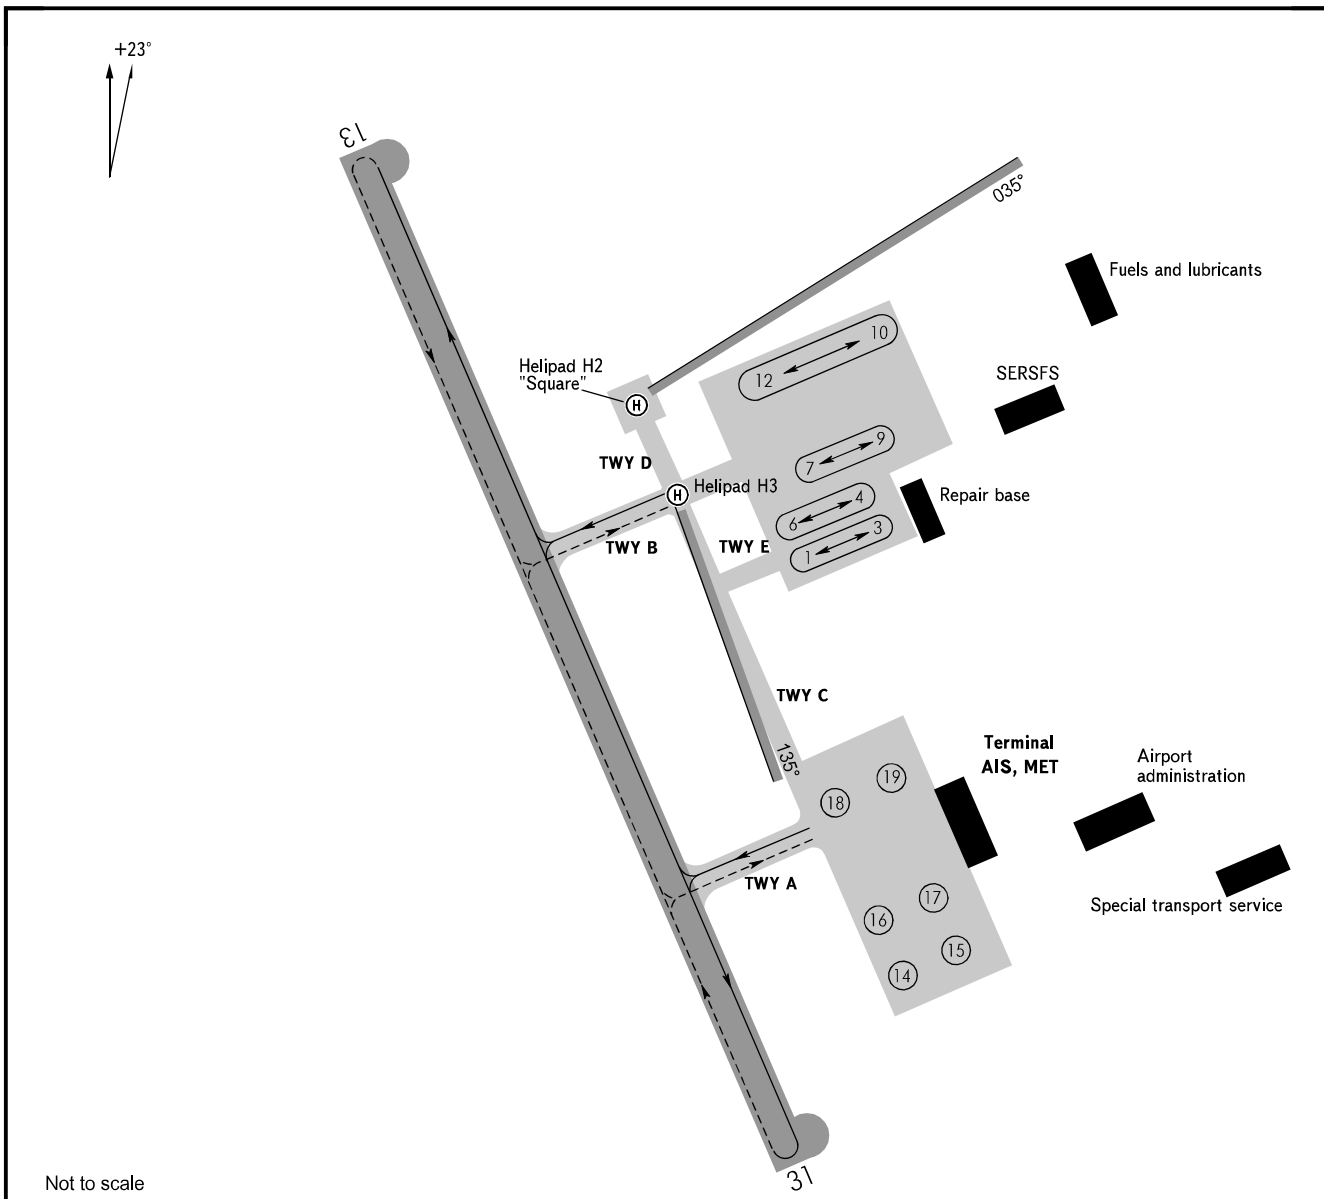 +23°
13
035°
Fuels and lubricants
10
12
Helipad H2
"Square"
H
SERSFS
9
7
TWY D
H
Helipad H3
Repair base
4
6
3
1
TWY B
TWY E
TWY C
135°
Terminal
AIS, MET
Airport
administration
19
18
TWY A
17
16
15
14
Special transport service
31
Not to scale